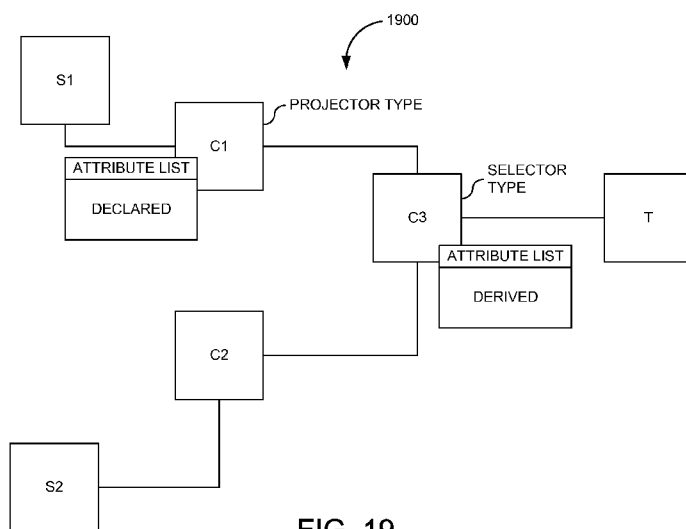 1900
S1
PROJECTOR TYPE
C1
ATTRIBUTE LIST
DECLARED
SELECTOR
TYPE
C3
T
ATTRIBUTE LIST
DERIVED
C2
S2
FIG. 19